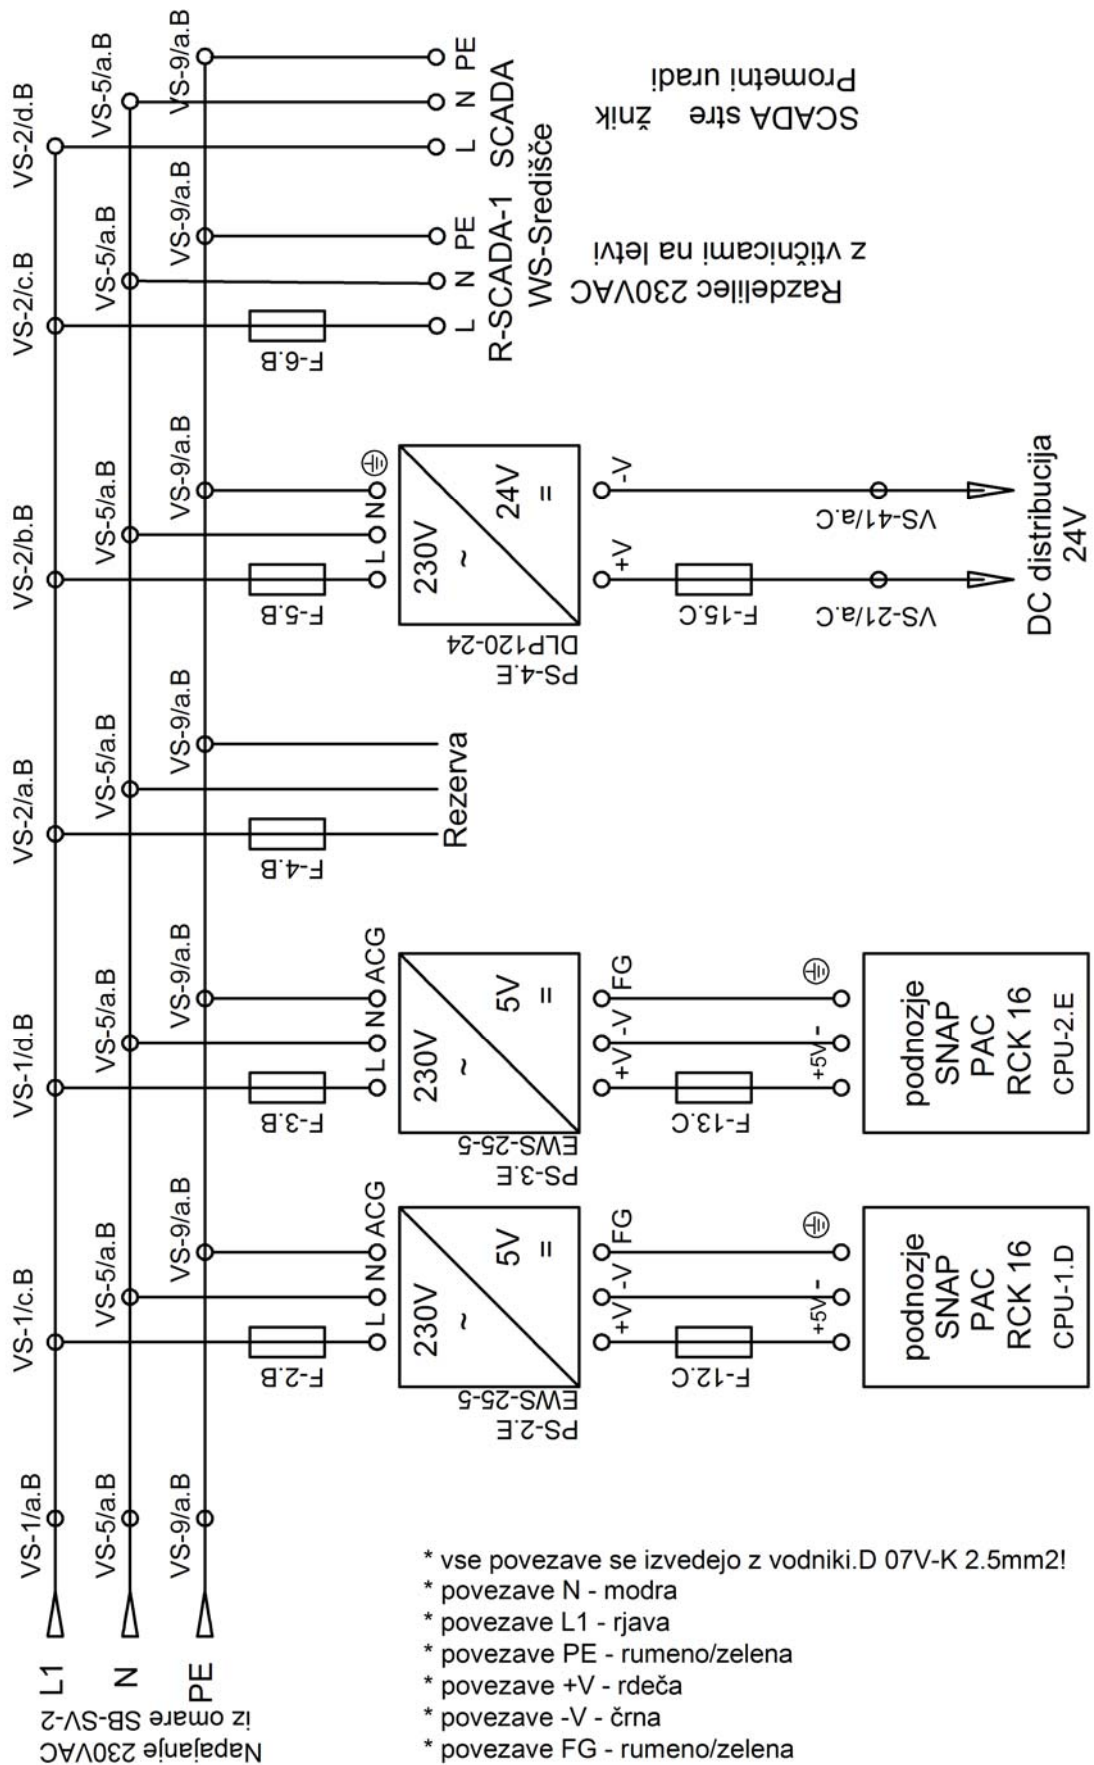 VS-2/d.B
VS-5/a.B
VS-9/a.B
L
N
PE
SCADA
SCADA stre žnik
Prometni uradi
VS-2/c.B
VS-5/a.B
VS-9/a.B
F-6.B
L
N
PE
R-SCADA-1
WS-Središče
Razdelilec 230VAC
z vtičnicami na letvi
VS-2/b.B
VS-5/a.B
VS-9/a.B
F-5.B
L
N
230V
~
24V
=
PS-4.E
DLP120-24
+V
-V
F-15.C
VS-21/a.C
VS-41/a.C
DC distribucija
24V
VS-2/a.B
VS-5/a.B
VS-9/a.B
F-4.B
Rezerva
VS-1/d.B
VS-5/a.B
VS-9/a.B
F-3.B
L
N
ACG
230V
~
5V
=
PS-3.E
EWS-25-5
+V
-V
FG
F-13.C
+5V
-
podnozje
SNAP
PAC
RCK 16
CPU-2.E
VS-1/c.B
VS-5/a.B
VS-9/a.B
F-2.B
L
N
ACG
230V
~
5V
=
PS-2.E
EWS-25-5
+V
-V
FG
F-12.C
+5V
-
podnozje
SNAP
PAC
RCK 16
CPU-1.D
VS-1/a.B
VS-5/a.B
VS-9/a.B
L1
N
PE
Napajanje 230VAC
iz omare SB-SV-2
* vse povezave se izvedejo z vodniki.D 07V-K 2.5mm2!
* povezave N - modra
* povezave L1 - rjava
* povezave PE - rumeno/zelena
* povezave +V - rdeča
* povezave -V - črna
* povezave FG - rumeno/zelena